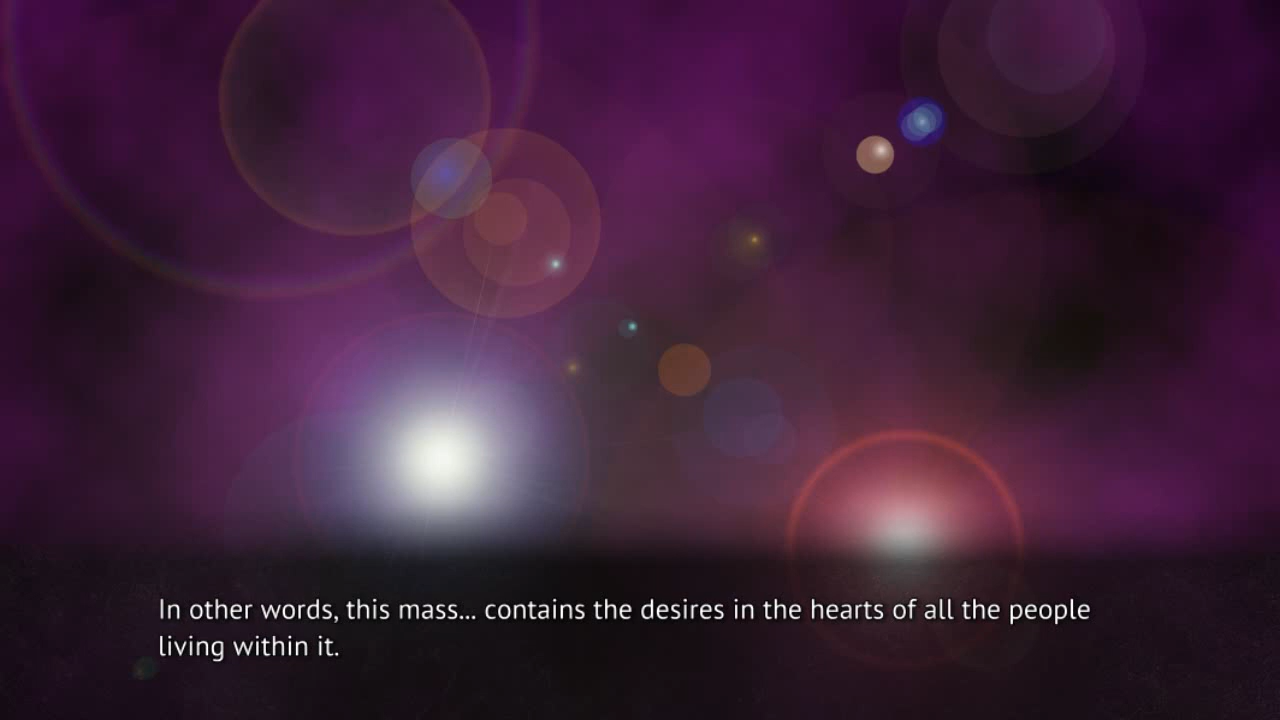 In other words, this mass... contains the desires in the hearts of all the people
living within it.